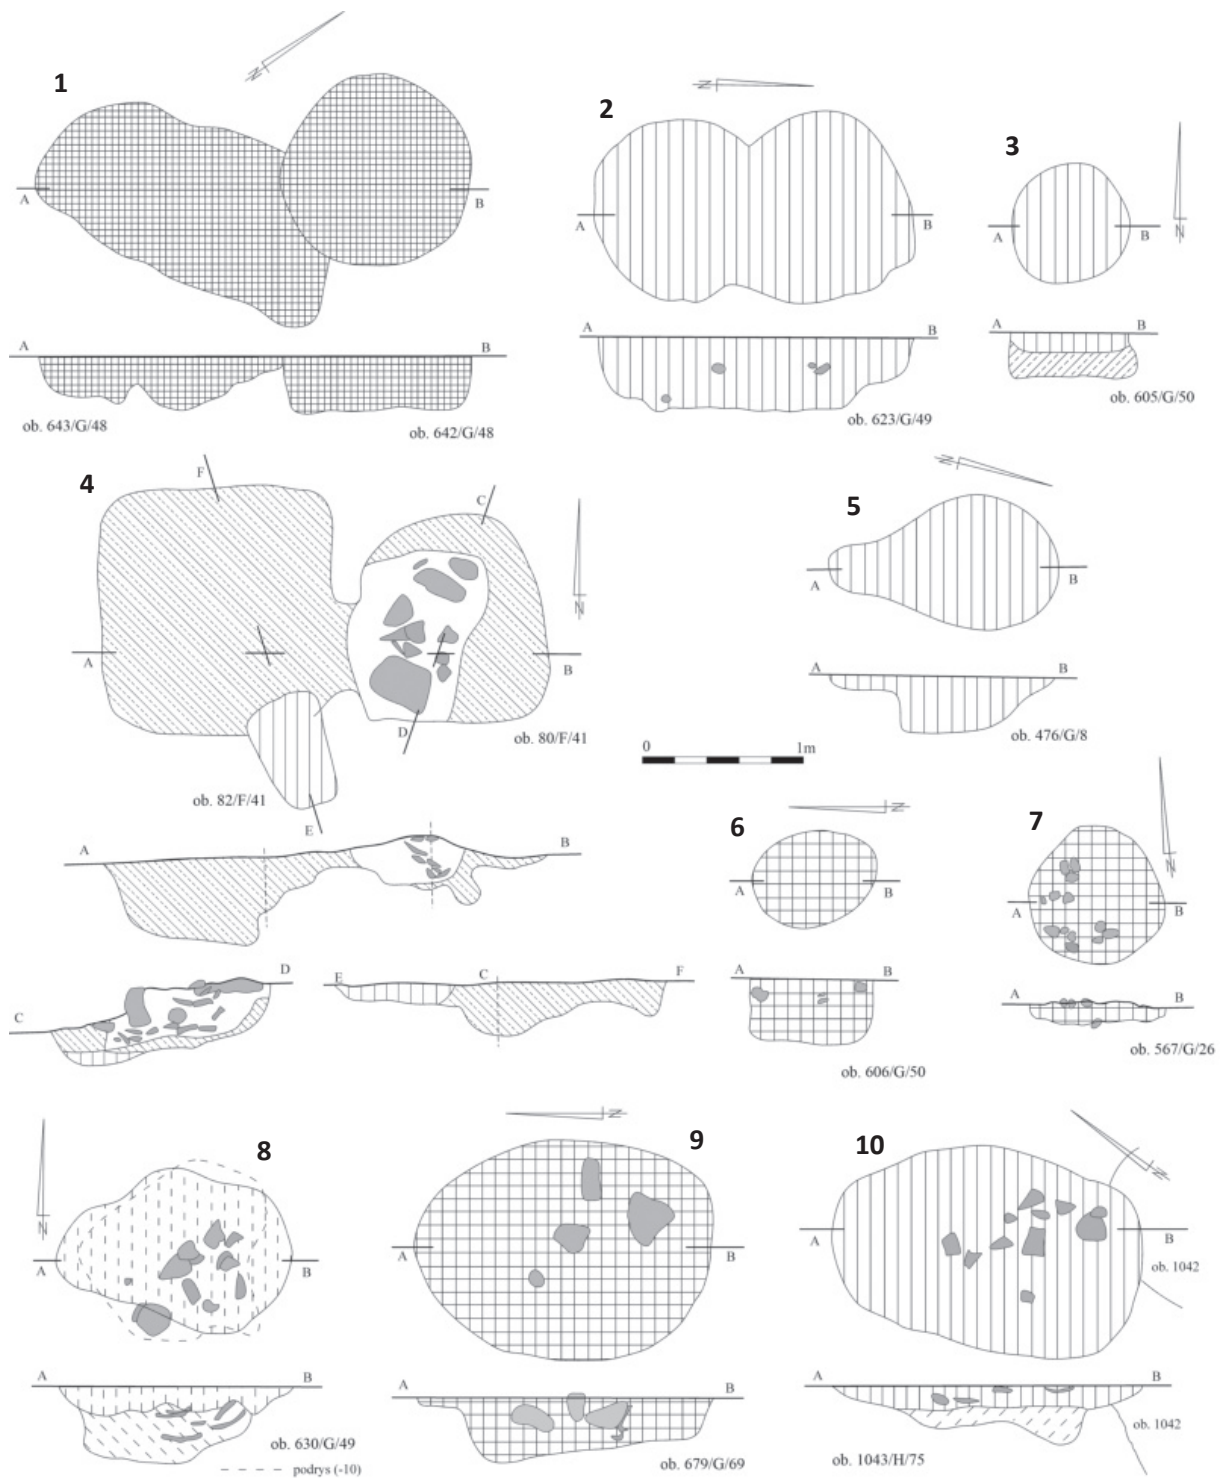 1
N
A
B
A
B
ob. 643/G/48
ob. 642/G/48
2
N
A
B
A
B
ob. 623/G/49
3
N
A
B
A
B
ob. 605/G/50
4
F
C
N
A
B
D
ob. 80/F/41
ob. 82/F/41
E
A
B
D
C
E
C
F
5
N
A
B
A
B
ob. 476/G/8
0
1m
6
N
A
B
A
B
ob. 606/G/50
7
N
A
B
A
B
ob. 567/G/26
8
N
A
B
A
B
ob. 630/G/49
podrys (-10)
9
N
A
B
A
B
ob. 679/G/69
10
N
A
B
ob. 1042
A
B
ob. 1042
ob. 1043/H/75